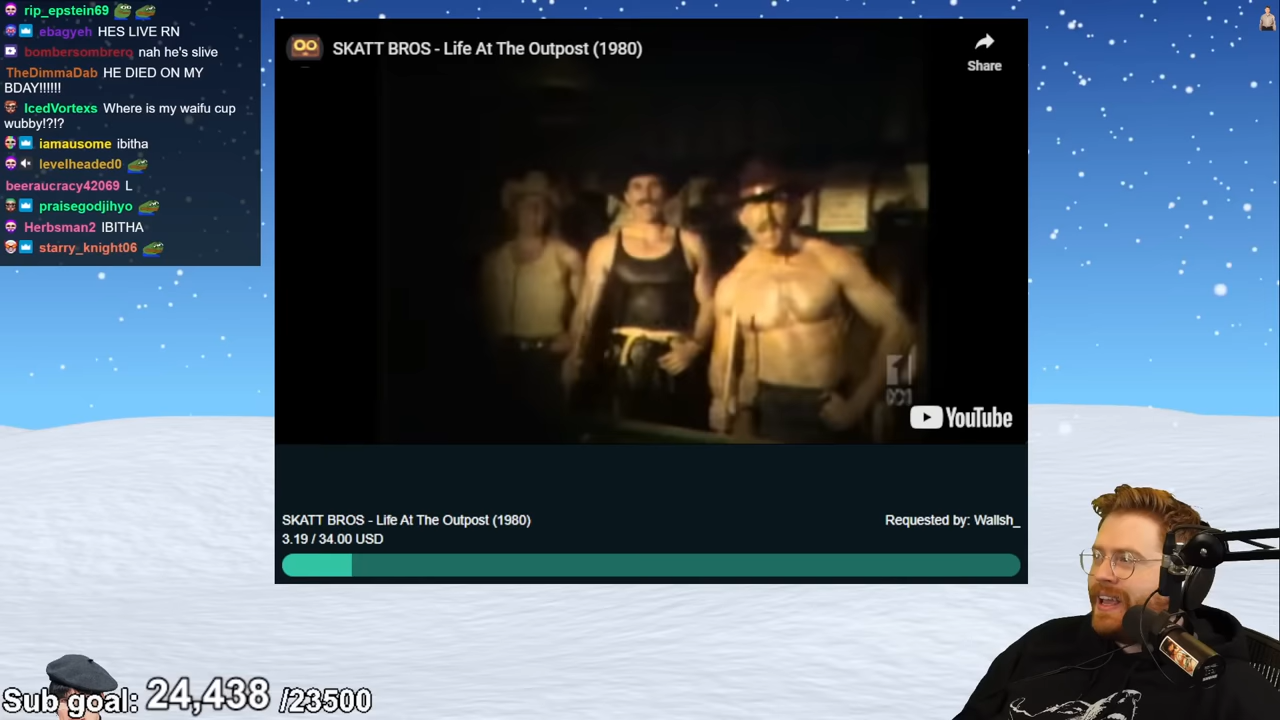 rip_epstein69
ebagyeh HES LIVE RN
bombersombrero nah he's slive
TheDimmaDab HE DIED ON MY
BDAY!!!!!!
IcedVortexs Where is my waifu cup
wubby!?!?
iamausome ibitha
levelheaded0
beeraucracy42069 L
praisegodjihyo
Herbsman2 IBITHA
starry_knight06
SKATT BROS - Life At The Outpost (1980)
Share
1
YouTube
SKATT BROS - Life At The Outpost (1980)
Requested by: Wallsh_
3.19 / 34.00 USD
Sub goal: 24,438 /23500